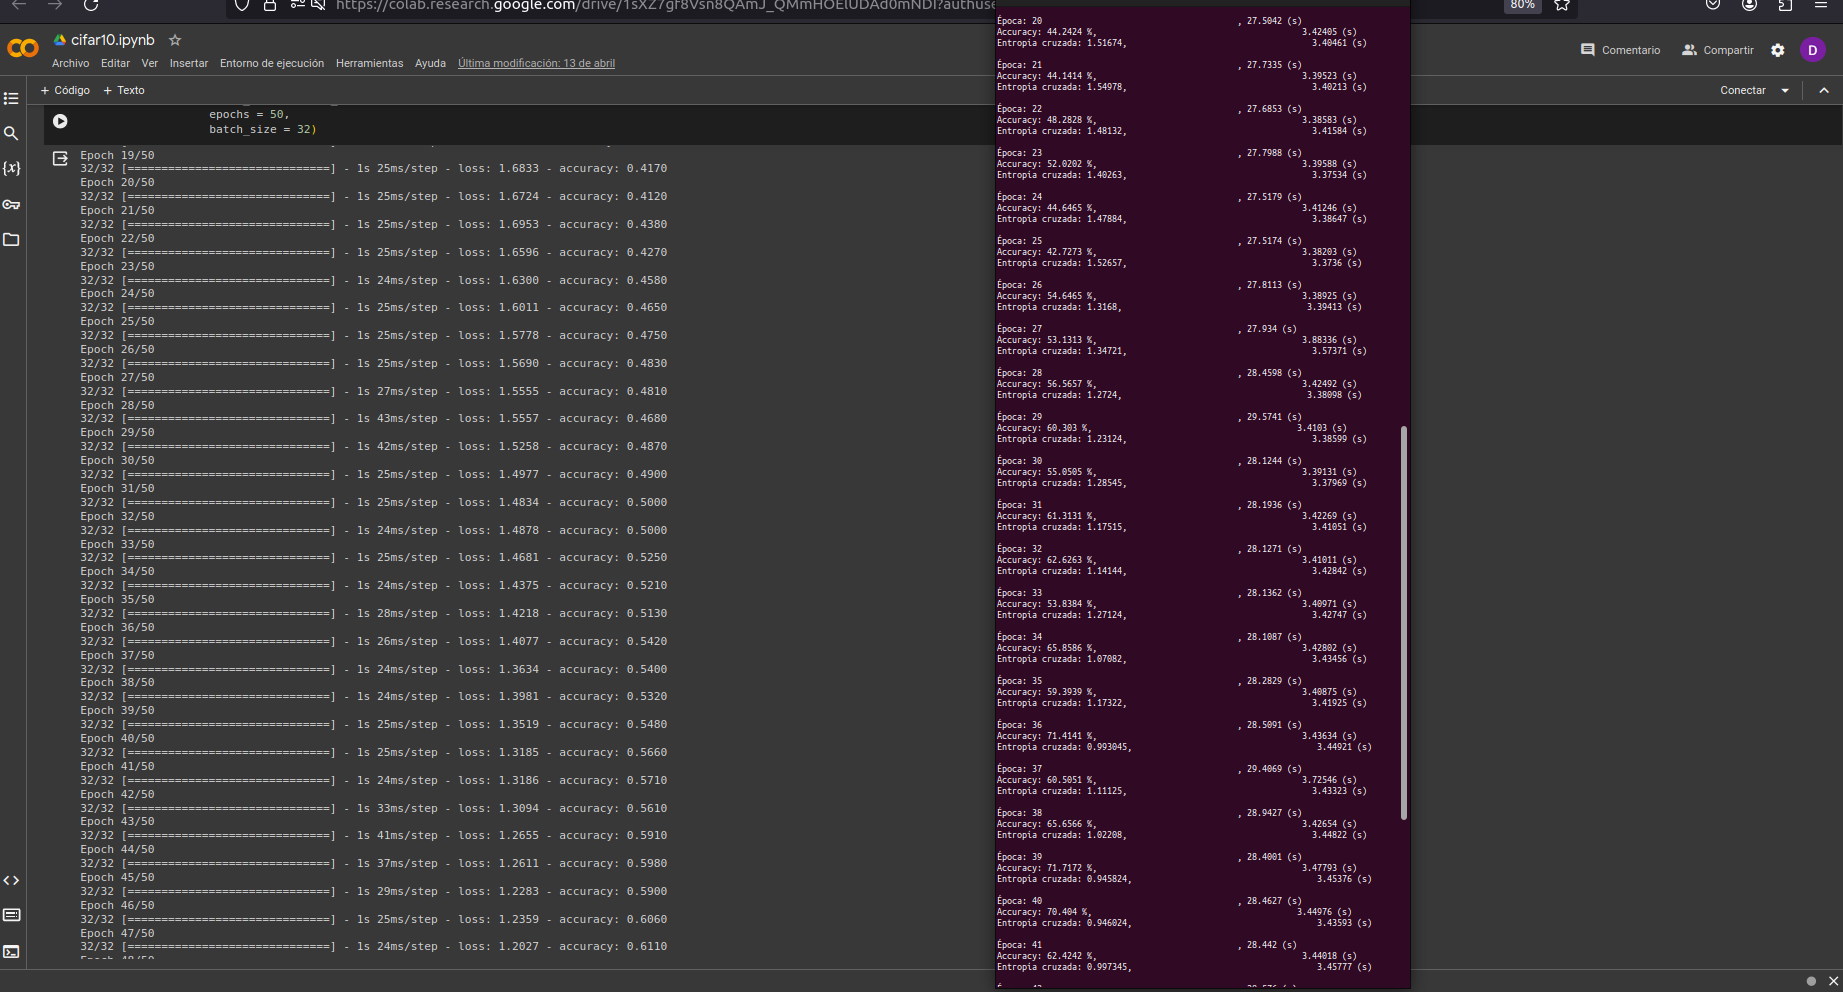 https://colab.research.google.com/drive/1sXZ7gf8Vsn8QAmJ_QMmHOEIUDAd0mNDI?authuse
80%
cifar10.ipynb
Archivo Editar Ver Insertar Entorno de ejecución Herramientas Ayuda Última modificación: 13 de abril
Comentario Compartir D
+ Código + Texto
Conectar
epochs = 50,
batch_size = 32)
Epoch 19/50
32/32 [==============================] - 1s 25ms/step - loss: 1.6833 - accuracy: 0.4170
Epoch 20/50
32/32 [==============================] - 1s 25ms/step - loss: 1.6724 - accuracy: 0.4120
Epoch 21/50
32/32 [==============================] - 1s 25ms/step - loss: 1.6953 - accuracy: 0.4380
Epoch 22/50
32/32 [==============================] - 1s 25ms/step - loss: 1.6596 - accuracy: 0.4270
Epoch 23/50
32/32 [==============================] - 1s 24ms/step - loss: 1.6300 - accuracy: 0.4580
Epoch 24/50
32/32 [==============================] - 1s 25ms/step - loss: 1.6011 - accuracy: 0.4650
Epoch 25/50
32/32 [==============================] - 1s 25ms/step - loss: 1.5778 - accuracy: 0.4750
Epoch 26/50
32/32 [==============================] - 1s 25ms/step - loss: 1.5690 - accuracy: 0.4830
Epoch 27/50
32/32 [==============================] - 1s 27ms/step - loss: 1.5555 - accuracy: 0.4810
Epoch 28/50
32/32 [==============================] - 1s 43ms/step - loss: 1.5557 - accuracy: 0.4680
Epoch 29/50
32/32 [==============================] - 1s 42ms/step - loss: 1.5258 - accuracy: 0.4870
Epoch 30/50
32/32 [==============================] - 1s 25ms/step - loss: 1.4977 - accuracy: 0.4900
Epoch 31/50
32/32 [==============================] - 1s 25ms/step - loss: 1.4834 - accuracy: 0.5000
Epoch 32/50
32/32 [==============================] - 1s 24ms/step - loss: 1.4878 - accuracy: 0.5000
Epoch 33/50
32/32 [==============================] - 1s 25ms/step - loss: 1.4681 - accuracy: 0.5250
Epoch 34/50
32/32 [==============================] - 1s 24ms/step - loss: 1.4375 - accuracy: 0.5210
Epoch 35/50
32/32 [==============================] - 1s 28ms/step - loss: 1.4218 - accuracy: 0.5130
Epoch 36/50
32/32 [==============================] - 1s 26ms/step - loss: 1.4077 - accuracy: 0.5420
Epoch 37/50
32/32 [==============================] - 1s 24ms/step - loss: 1.3634 - accuracy: 0.5400
Epoch 38/50
32/32 [==============================] - 1s 24ms/step - loss: 1.3981 - accuracy: 0.5320
Epoch 39/50
32/32 [==============================] - 1s 25ms/step - loss: 1.3519 - accuracy: 0.5480
Epoch 40/50
32/32 [==============================] - 1s 25ms/step - loss: 1.3185 - accuracy: 0.5660
Epoch 41/50
32/32 [==============================] - 1s 24ms/step - loss: 1.3186 - accuracy: 0.5710
Epoch 42/50
32/32 [==============================] - 1s 33ms/step - loss: 1.3094 - accuracy: 0.5610
Epoch 43/50
32/32 [==============================] - 1s 41ms/step - loss: 1.2655 - accuracy: 0.5910
Epoch 44/50
32/32 [==============================] - 1s 37ms/step - loss: 1.2611 - accuracy: 0.5980
Epoch 45/50
32/32 [==============================] - 1s 29ms/step - loss: 1.2283 - accuracy: 0.5900
Epoch 46/50
32/32 [==============================] - 1s 25ms/step - loss: 1.2359 - accuracy: 0.6060
Epoch 47/50
32/32 [==============================] - 1s 24ms/step - loss: 1.2027 - accuracy: 0.6110
Época: 20 , 27.5042 (s)
Accuracy: 44.2424 %, 3.42405 (s)
Entropia cruzada: 1.51674, 3.40461 (s)
Época: 21 , 27.7335 (s)
Accuracy: 44.1414 %, 3.39523 (s)
Entropia cruzada: 1.54978, 3.40213 (s)
Época: 22 , 27.6853 (s)
Accuracy: 48.2828 %, 3.38583 (s)
Entropia cruzada: 1.48132, 3.41584 (s)
Época: 23 , 27.7988 (s)
Accuracy: 52.0202 %, 3.39588 (s)
Entropia cruzada: 1.40263, 3.37534 (s)
Época: 24 , 27.5179 (s)
Accuracy: 44.6465 %, 3.41246 (s)
Entropia cruzada: 1.47884, 3.38647 (s)
Época: 25 , 27.5174 (s)
Accuracy: 42.7273 %, 3.38203 (s)
Entropia cruzada: 1.52657, 3.3736 (s)
Época: 26 , 27.8113 (s)
Accuracy: 54.6465 %, 3.38925 (s)
Entropia cruzada: 1.3168, 3.39413 (s)
Época: 27 , 27.934 (s)
Accuracy: 53.1313 %, 3.88336 (s)
Entropia cruzada: 1.34721, 3.57371 (s)
Época: 28 , 28.4598 (s)
Accuracy: 56.5657 %, 3.42492 (s)
Entropia cruzada: 1.2724, 3.38098 (s)
Época: 29 , 29.5741 (s)
Accuracy: 60.303 %, 3.4103 (s)
Entropia cruzada: 1.23124, 3.38599 (s)
Época: 30 , 28.1244 (s)
Accuracy: 55.0505 %, 3.39131 (s)
Entropia cruzada: 1.28545, 3.37969 (s)
Época: 31 , 28.1936 (s)
Accuracy: 61.3131 %, 3.42269 (s)
Entropia cruzada: 1.17515, 3.41051 (s)
Época: 32 , 28.1271 (s)
Accuracy: 62.6263 %, 3.41011 (s)
Entropia cruzada: 1.14144, 3.42842 (s)
Época: 33 , 28.1362 (s)
Accuracy: 53.8384 %, 3.40971 (s)
Entropia cruzada: 1.27124, 3.42747 (s)
Época: 34 , 28.1087 (s)
Accuracy: 65.8586 %, 3.42802 (s)
Entropia cruzada: 1.07082, 3.43456 (s)
Época: 35 , 28.2829 (s)
Accuracy: 59.3939 %, 3.40875 (s)
Entropia cruzada: 1.17322, 3.41925 (s)
Época: 36 , 28.5091 (s)
Accuracy: 71.4141 %, 3.43634 (s)
Entropia cruzada: 0.993045, 3.44921 (s)
Época: 37 , 29.4069 (s)
Accuracy: 60.5051 %, 3.72546 (s)
Entropia cruzada: 1.11125, 3.43323 (s)
Época: 38 , 28.9427 (s)
Accuracy: 65.6566 %, 3.42654 (s)
Entropia cruzada: 1.02208, 3.44822 (s)
Época: 39 , 28.4001 (s)
Accuracy: 71.7172 %, 3.47793 (s)
Entropia cruzada: 0.945824, 3.45376 (s)
Época: 40 , 28.4627 (s)
Accuracy: 70.404 %, 3.44976 (s)
Entropia cruzada: 0.946024, 3.43593 (s)
Época: 41 , 28.442 (s)
Accuracy: 62.4242 %, 3.44018 (s)
Entropia cruzada: 0.997345, 3.45777 (s)